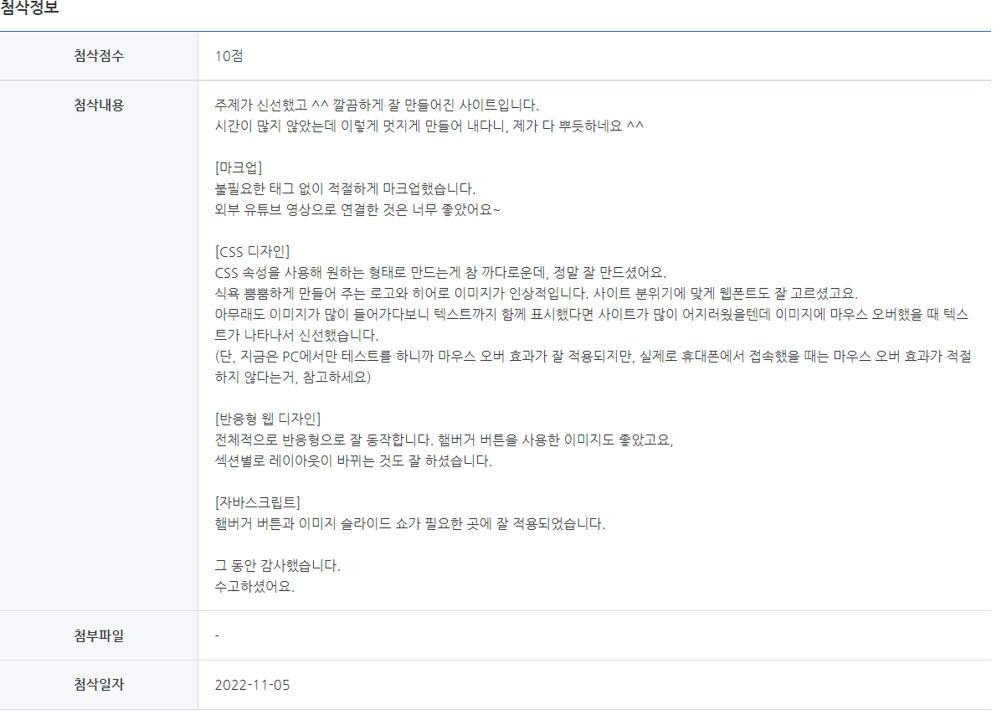 첨삭정보
첨삭점수
10점
첨삭내용
주제가 신선했고 ^^ 깔끔하게 잘 만들어진 사이트입니다.
시간이 많지 않았는데 이렇게 멋지게 만들어 내다니, 제가 다 뿌듯하네요 ^^
[마크업]
불필요한 태그 없이 적절하게 마크업했습니다.
외부 유튜브 영상으로 연결한 것은 너무 좋았어요~
[CSS 디자인]
CSS 속성을 사용해 원하는 형태로 만드는게 참 까다로운데, 정말 잘 만드셨어요.
식욕 뿜뿜하게 만들어 주는 로고와 히어로 이미지가 인상적입니다. 사이트 분위기에 맞게 웹폰트도 잘 고르셨고요.
아무래도 이미지가 많이 들어가다보니 텍스트까지 함께 표시했다면 사이트가 많이 어지러웠을텐데 이미지에 마우스 오버했을 때 텍스
트가 나타나서 신선했습니다.
(단, 지금은 PC에서만 테스트를 하니까 마우스 오버 효과가 잘 적용되지만, 실제로 휴대폰에서 접속했을 때는 마우스 오버 효과가 적절
하지 않다는거, 참고하세요)
[반응형 웹 디자인]
전체적으로 반응형으로 잘 동작합니다. 햄버거 버튼을 사용한 이미지도 좋았고요,
섹션별로 레이아웃이 바뀌는 것도 잘 하셨습니다.
[자바스크립트]
햄버거 버튼과 이미지 슬라이드 쇼가 필요한 곳에 잘 적용되었습니다.
그 동안 감사했습니다.
수고하셨어요.
첨부파일
-
첨삭일자
2022-11-05